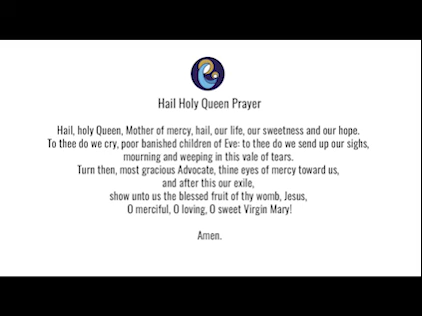 Hail Holy Queen Prayer
Hail, holy Queen, Mother of mercy, hail, our life, our sweetness and our hope.
To thee do we cry, poor banished children of Eve: to thee do we send up our sighs,
mourning and weeping in this vale of tears.
Turn then, most gracious Advocate, thine eyes of mercy toward us,
and after this our exile,
show unto us the blessed fruit of thy womb, Jesus,
O merciful, O loving, O sweet Virgin Mary!
Amen.